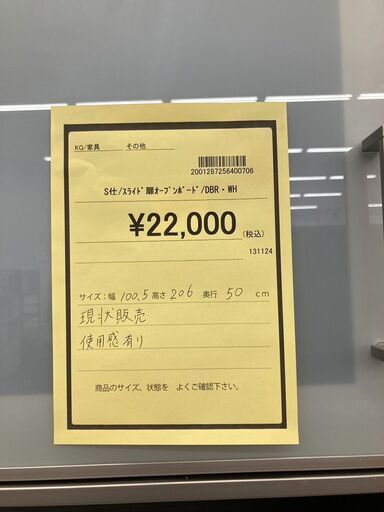 KG/家具 その他
2001287256400706
S仕/ｽﾗｲﾄﾞ扉ｵｰﾌﾟﾝﾎﾞｰﾄﾞ/DBR・WH
¥22,000(税込)
131124
サイズ：幅 100.5 高さ 206 奥行 50 cm
現状販売
使用感有り
商品のサイズ、状態を よくご確認下さい。